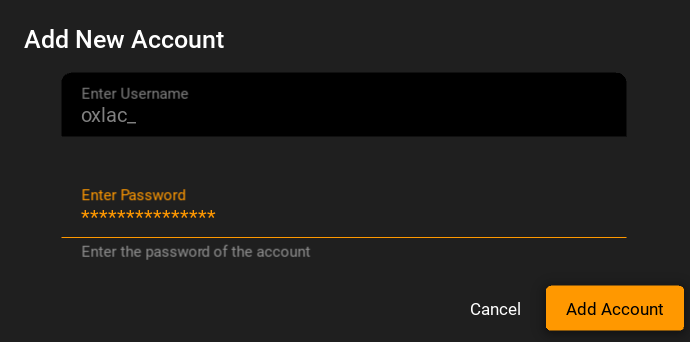 Add New Account
Enter Username
oxlac_
Enter Password
***************
Enter the password of the account
Cancel Add Account